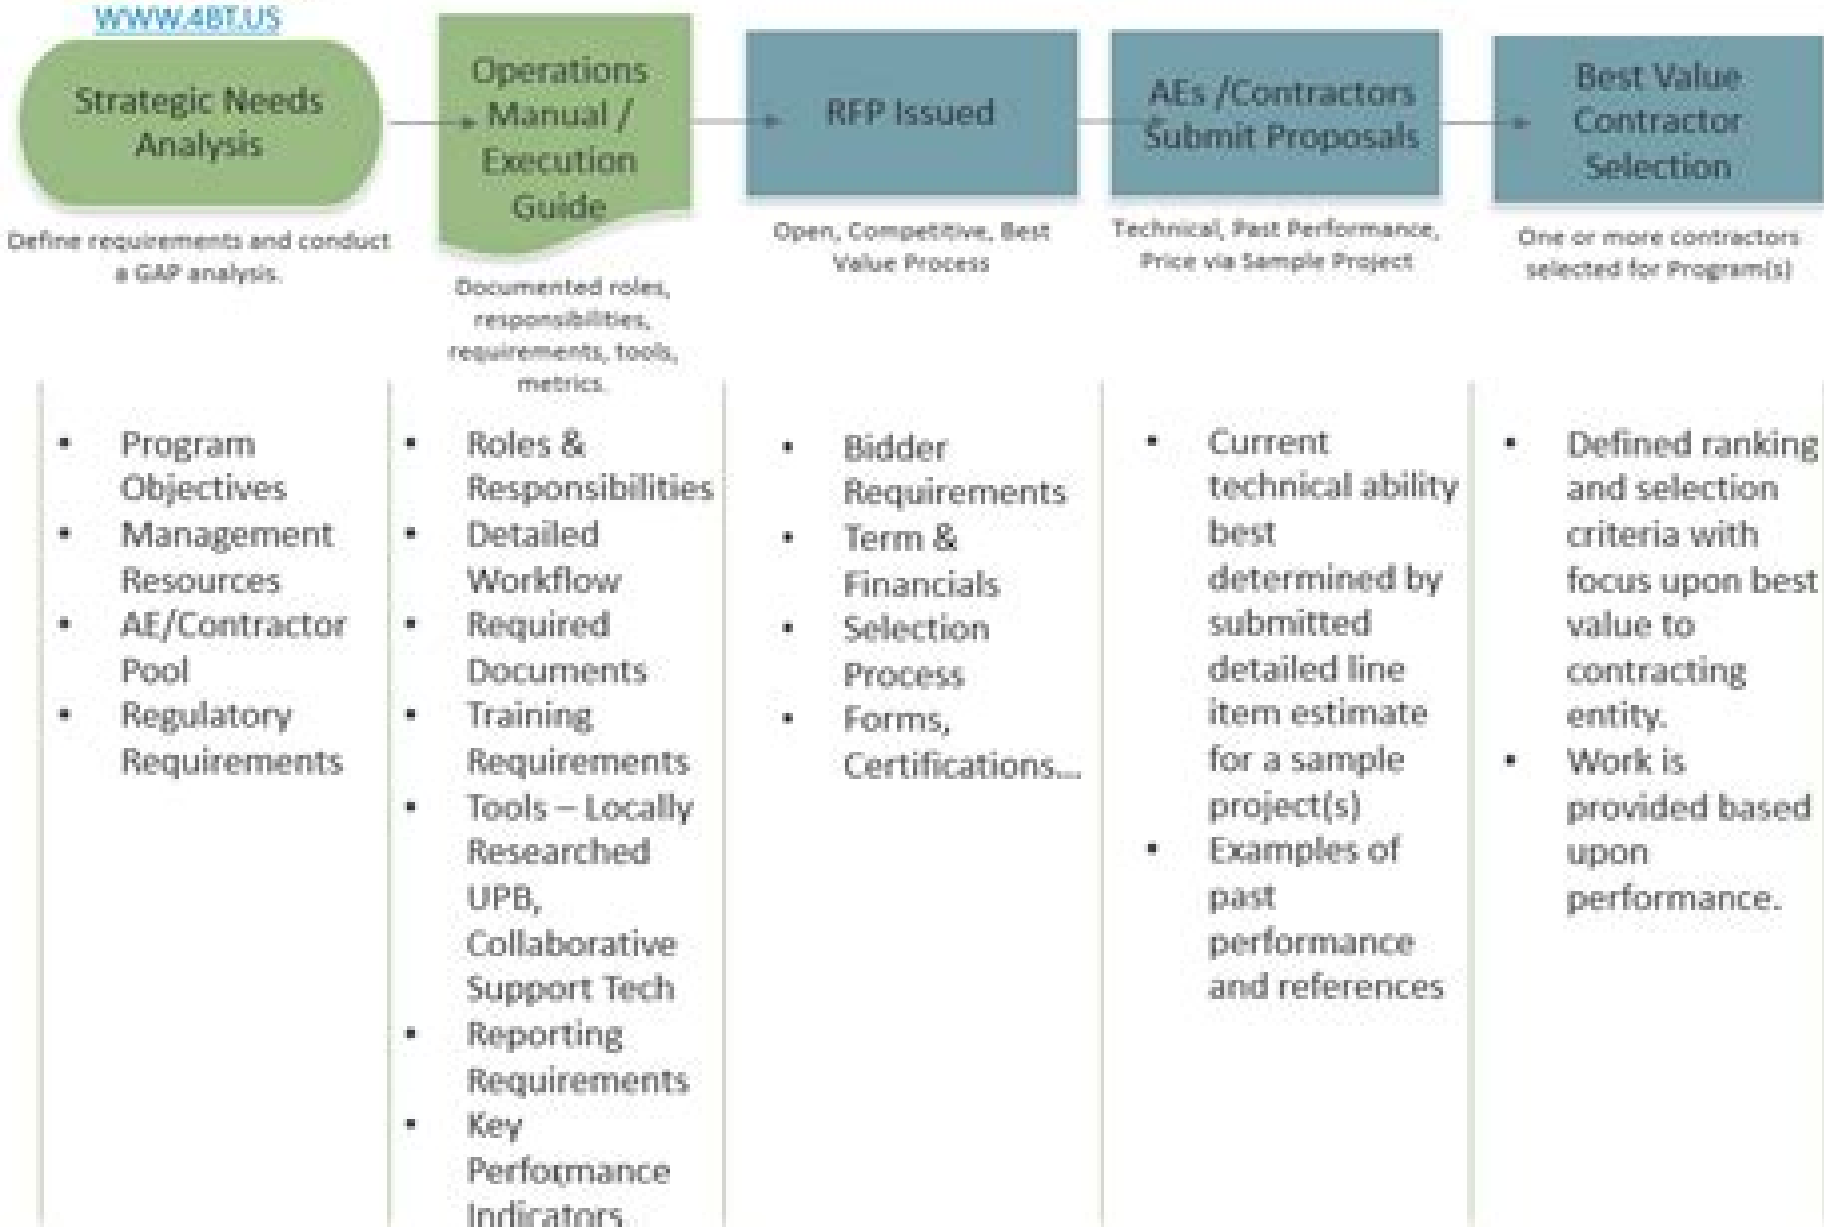 WWW.4BT.US
Strategic Needs
Analysis
Define requirements and conduct
a GAP analysis.
Operations
Manual /
Execution
Guide
Documented roles,
responsibilities,
requirements, tools,
metrics.
RFP Issued
Open, Competitive, Best
Value Process
AEs /Contractors
Submit Proposals
Technical, Past Performance,
Price via Sample Project
Best Value
Contractor
Selection
One or more contractors
selected for Program(s)
• Program
Objectives
• Management
Resources
• AE/Contractor
Pool
• Regulatory
Requirements
• Roles &
Responsibilities
• Detailed
Workflow
• Required
Documents
• Training
Requirements
• Tools – Locally
Researched
UPB,
Collaborative
Support Tech
• Reporting
Requirements
• Key
Performance
Indicators
• Bidder
Requirements
• Term &
Financials
• Selection
Process
• Forms,
Certifications...
• Current
technical ability
best
determined by
submitted
detailed line
item estimate
for a sample
project(s)
• Examples of
past
performance
and references
• Defined ranking
and selection
criteria with
focus upon best
value to
contracting
entity.
• Work is
provided based
upon
performance.